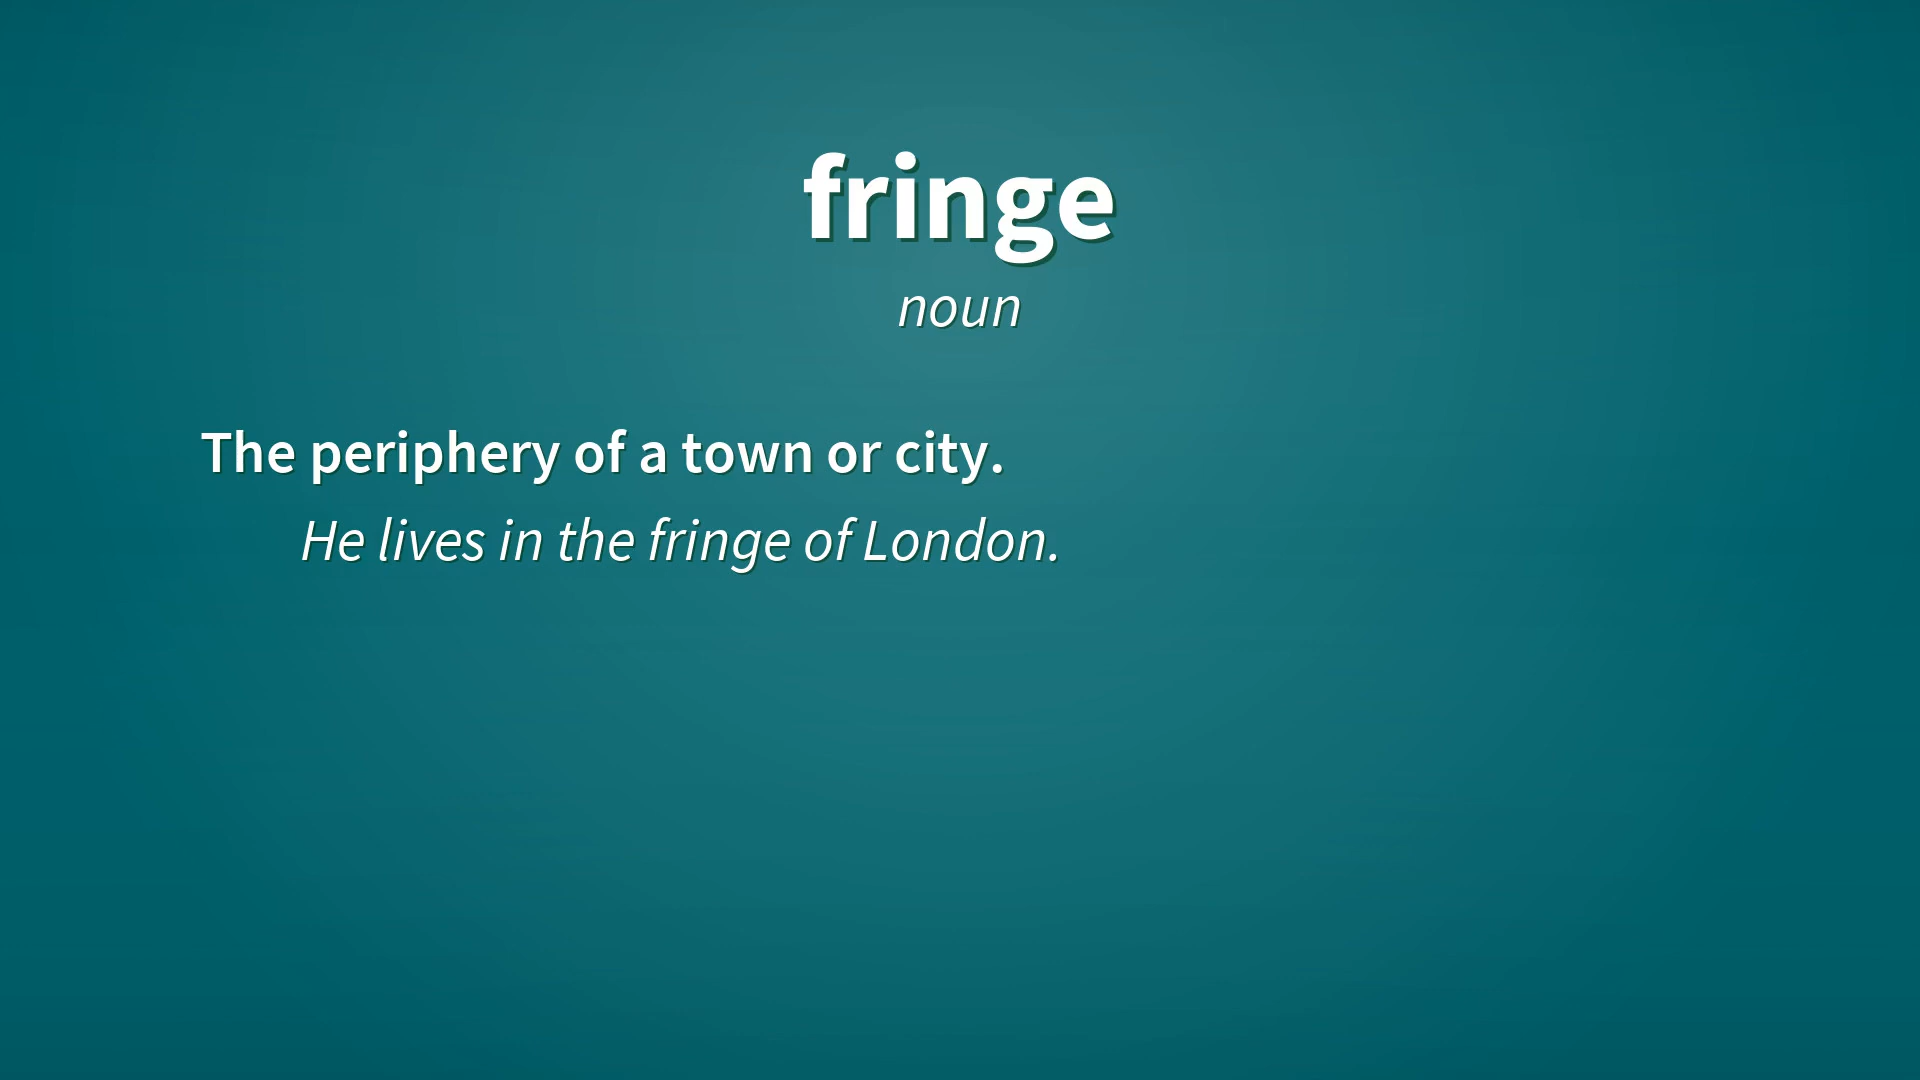 fringe
noun
The periphery of a town or city.
He lives in the fringe of London.